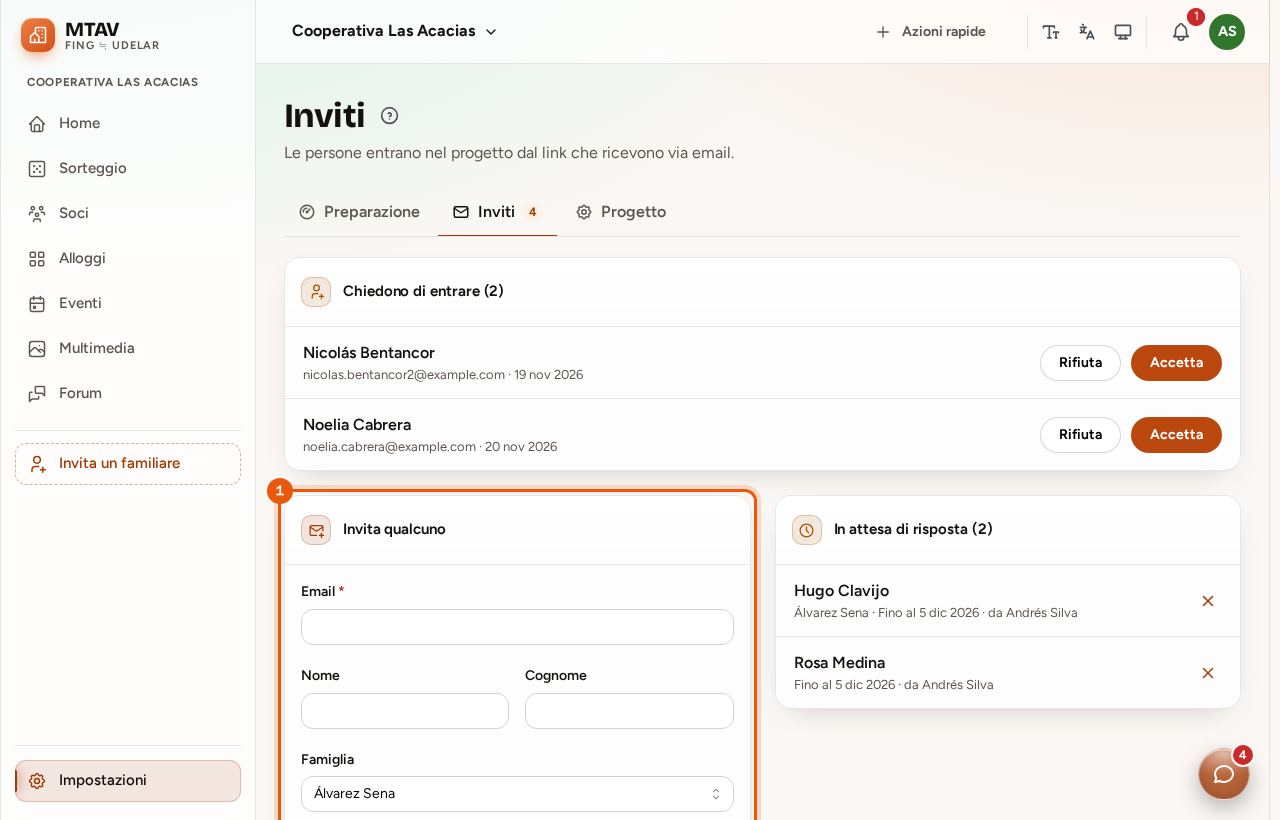 MTAV
FING ≒ UDELAR
COOPERATIVA LAS ACACIAS
Home
Sorteggio
Soci
Alloggi
Eventi
Multimedia
Forum
Invita un familiare
Impostazioni
Cooperativa Las Acacias
Azioni rapide
1
AS
Inviti
Le persone entrano nel progetto dal link che ricevono via email.
Preparazione
Inviti 4
Progetto
Chiedono di entrare (2)
Nicolás Bentancor
nicolas.bentancor2@example.com · 19 nov 2026
Rifiuta
Accetta
Noelia Cabrera
noelia.cabrera@example.com · 20 nov 2026
Rifiuta
Accetta
1
Invita qualcuno
Email *
Nome
Cognome
Famiglia
Álvarez Sena
In attesa di risposta (2)
Hugo Clavijo
Álvarez Sena · Fino al 5 dic 2026 · da Andrés Silva
Rosa Medina
Fino al 5 dic 2026 · da Andrés Silva
4